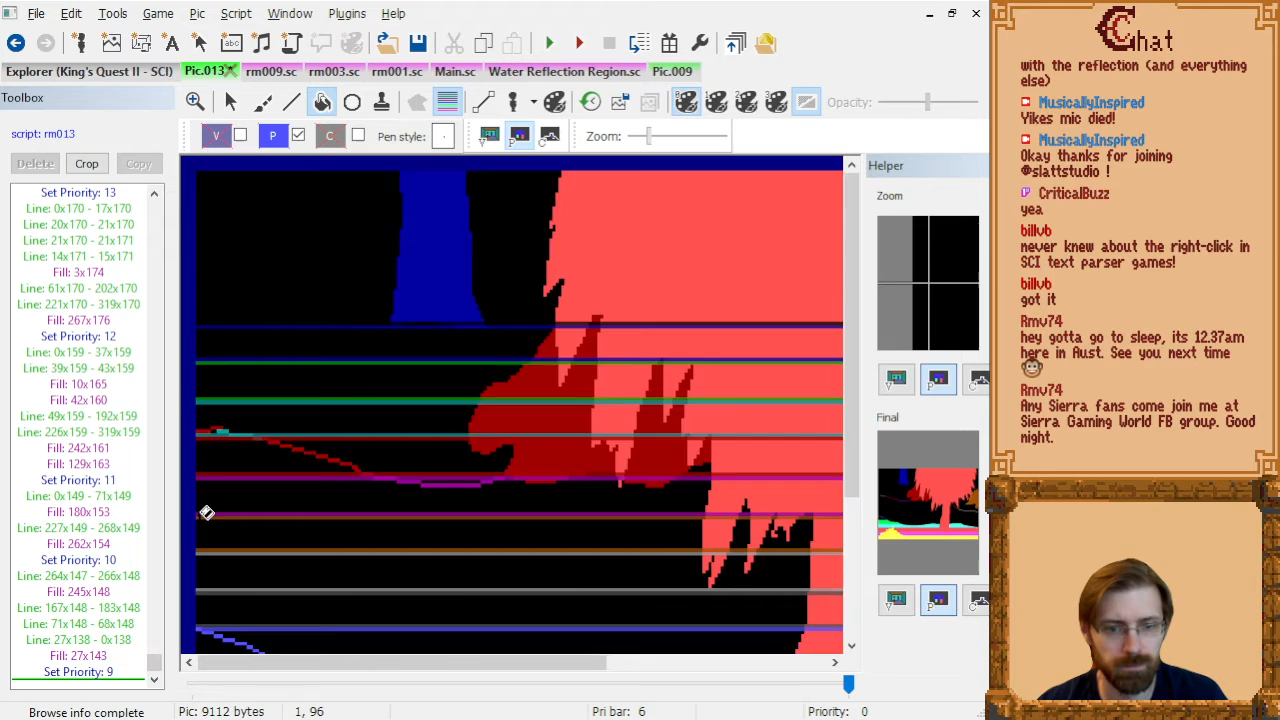 File Edit Tools Game Pic Script Window Plugins Help
Explorer (King's Quest II - SCI) Pic.013 rm009.sc rm003.sc rm001.sc Main.sc Water Reflection Region.sc Pic.009
Toolbox
Opacity:
script: rm013
V P C Pen style: Zoom:
Delete Crop Copy
Set Priority: 13
Line: 0x170 - 17x170
Line: 20x170 - 21x170
Line: 21x170 - 21x171
Line: 14x171 - 15x171
Fill: 3x174
Line: 61x170 - 202x170
Line: 221x170 - 319x170
Fill: 267x176
Set Priority: 12
Line: 0x159 - 37x159
Line: 39x159 - 43x159
Fill: 10x165
Fill: 42x160
Line: 49x159 - 192x159
Line: 226x159 - 319x159
Fill: 242x161
Fill: 129x163
Set Priority: 11
Line: 0x149 - 71x149
Fill: 180x153
Line: 227x149 - 268x149
Fill: 262x154
Set Priority: 10
Line: 264x147 - 266x148
Fill: 245x148
Line: 167x148 - 183x148
Line: 71x148 - 68x148
Line: 27x138 - 0x138
Fill: 27x143
Set Priority: 9
Helper
Zoom
Final
Browse info complete
Pic: 9112 bytes 1, 96 Pri bar: 6 Priority: 0
Chat
with the reflection (and everything
else)
MusicallyInspired
Yikes mic died!
MusicallyInspired
Okay thanks for joining
@slattstudio !
CriticalBuzz
yea
billvb
never knew about the right-click in
SCI text parser games!
billvb
got it
Rmv74
hey gotta go to sleep, its 12.37am
here in Aust. See you next time
Rmv74
Any Sierra fans come join me at
Sierra Gaming World FB group. Good
night.